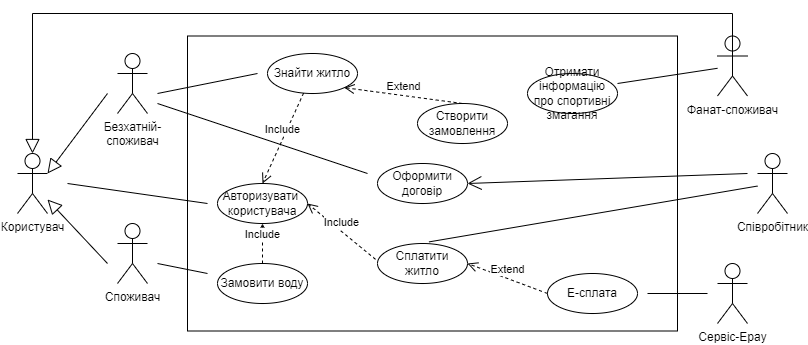 Знайти житло
Отримати
інформацію
про спортивні
змагання
Extend
Безхатній-
споживач
Створити
замовлення
Фанат-споживач
Include
Оформити
договір
Авторизувати
користувача
Користувач
Include
Include
Співробітник
Сплатити
житло
Extend
Замовити воду
Споживач
Е-сплата
Сервіс-Epay